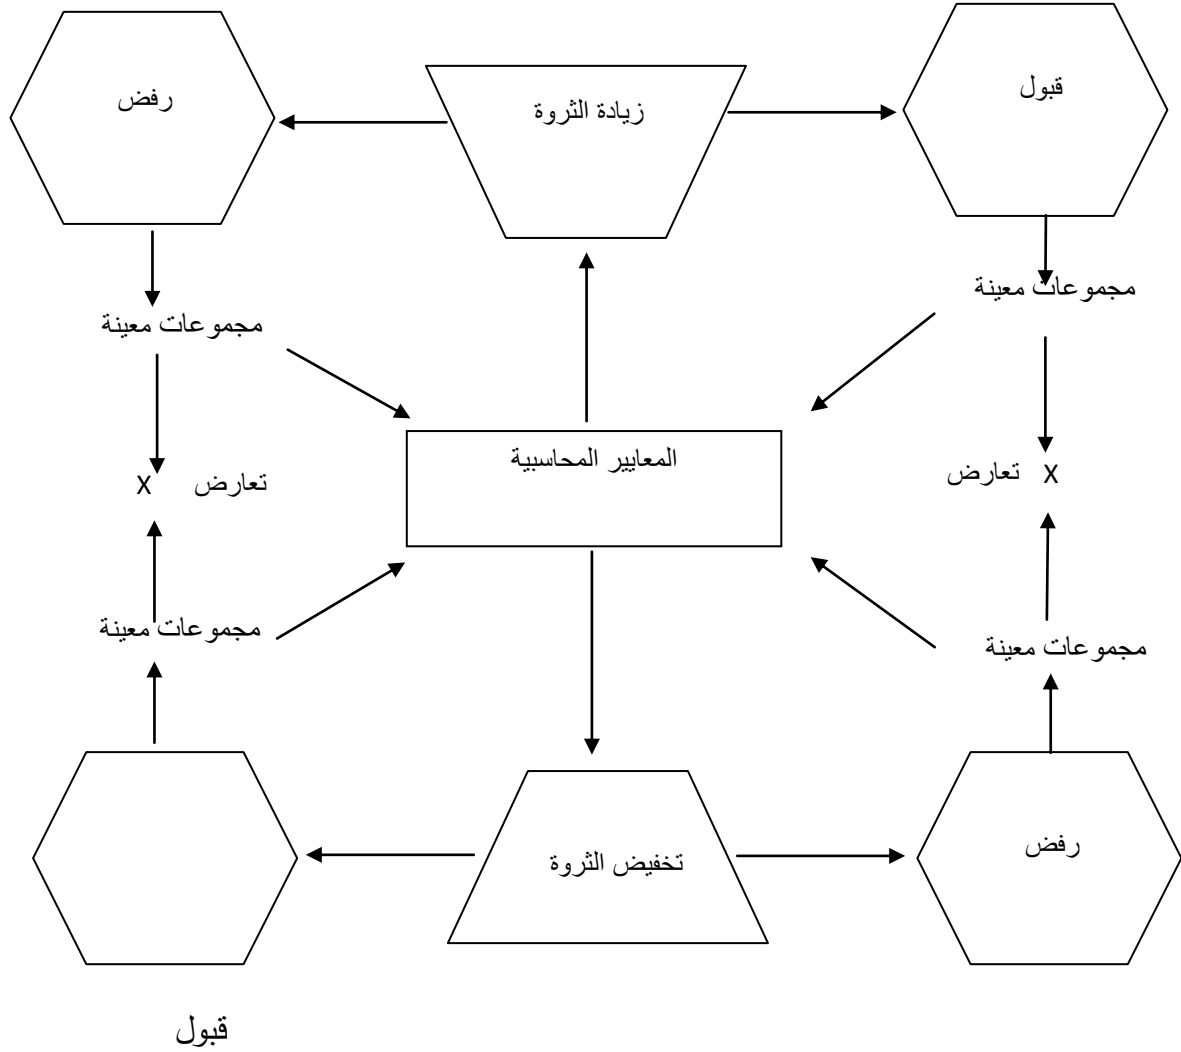 قبول
زيادة الثروة
رفض
مجموعات معينة
مجموعات معينة
المعايير المحاسبية
X تعارض
تعارض X
مجموعات معينة
مجموعات معينة
رفض
تخفيض الثروة
قبول